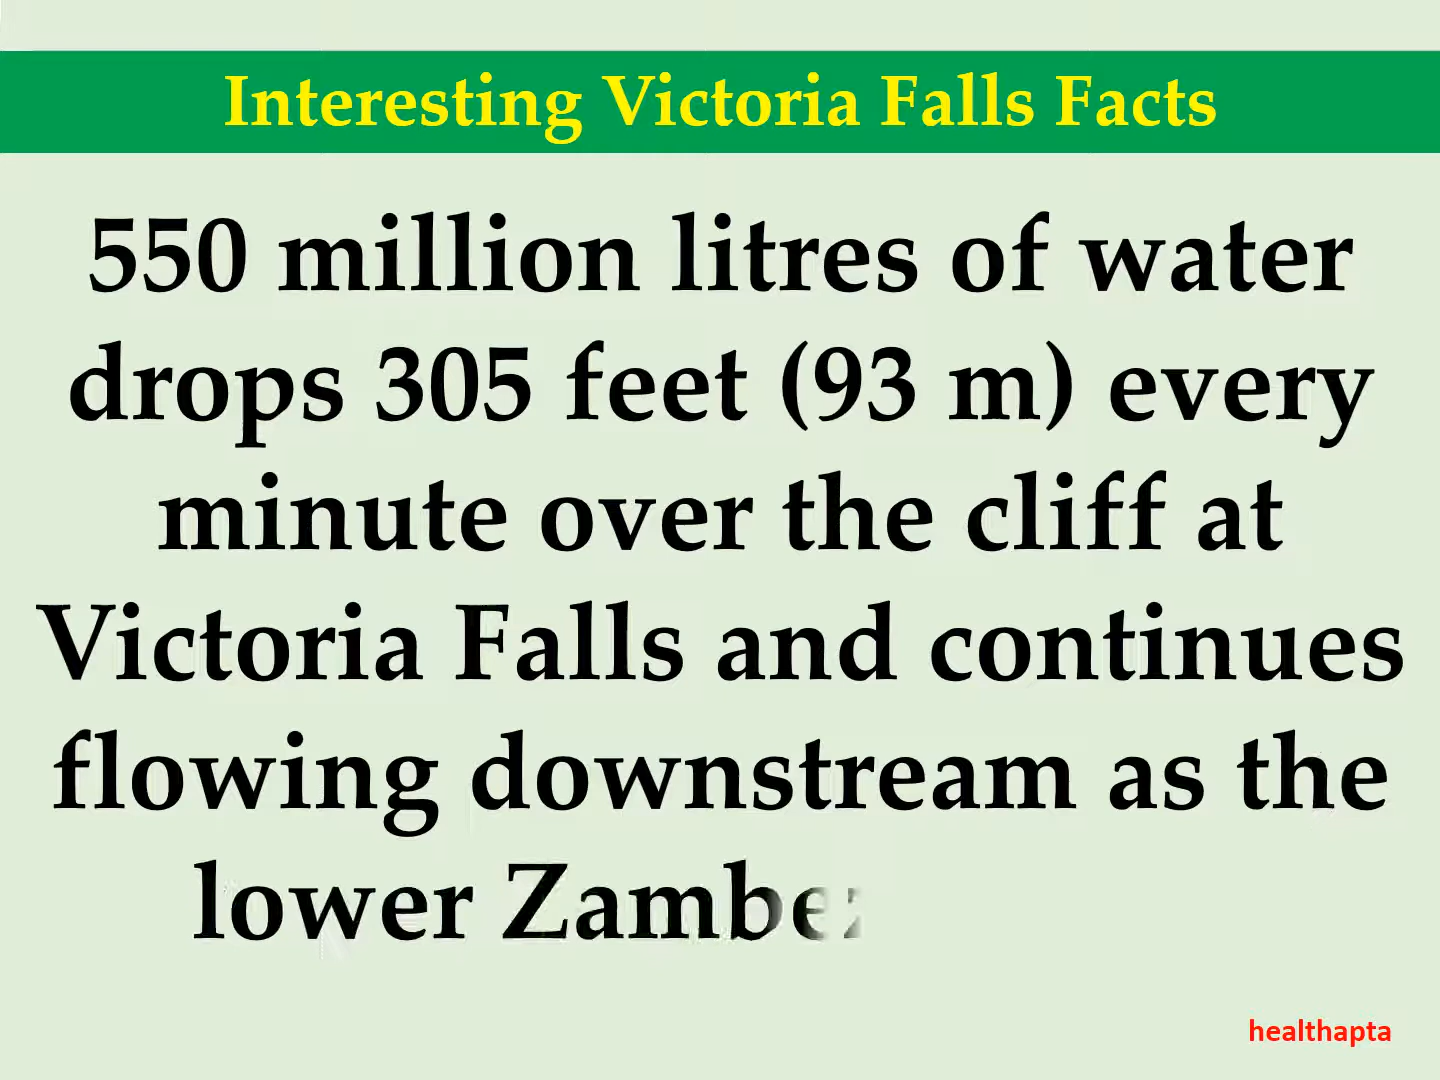 Interesting Victoria Falls Facts
550 million litres of water
drops 305 feet (93 m) every
minute over the cliff at
Victoria Falls and continues
flowing downstream as the
lower
healthapta